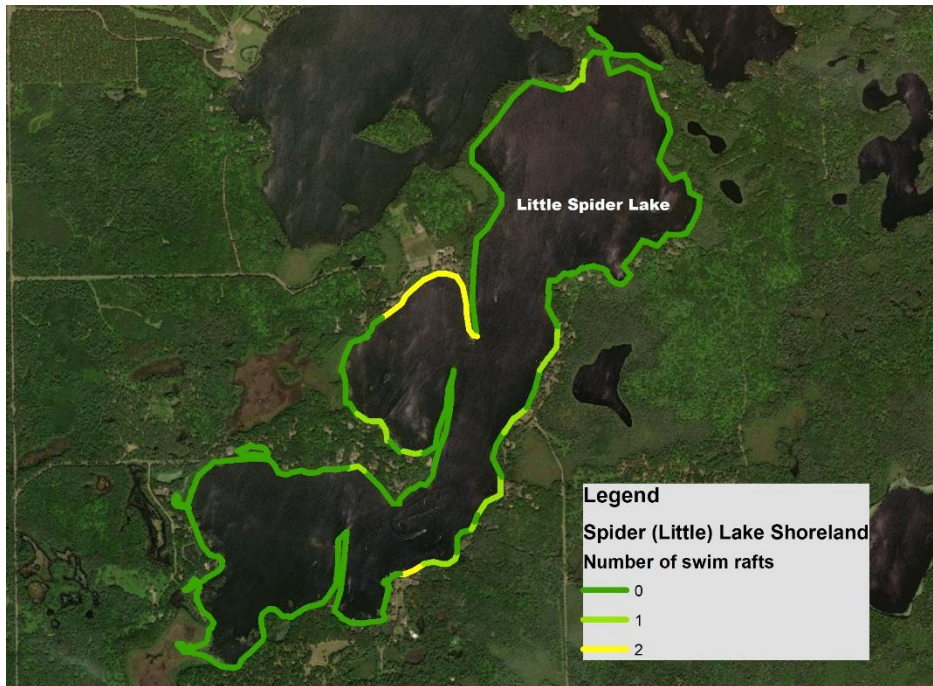 Little Spider Lake
Legend
Spider (Little) Lake Shoreland
Number of swim rafts
0
1
2